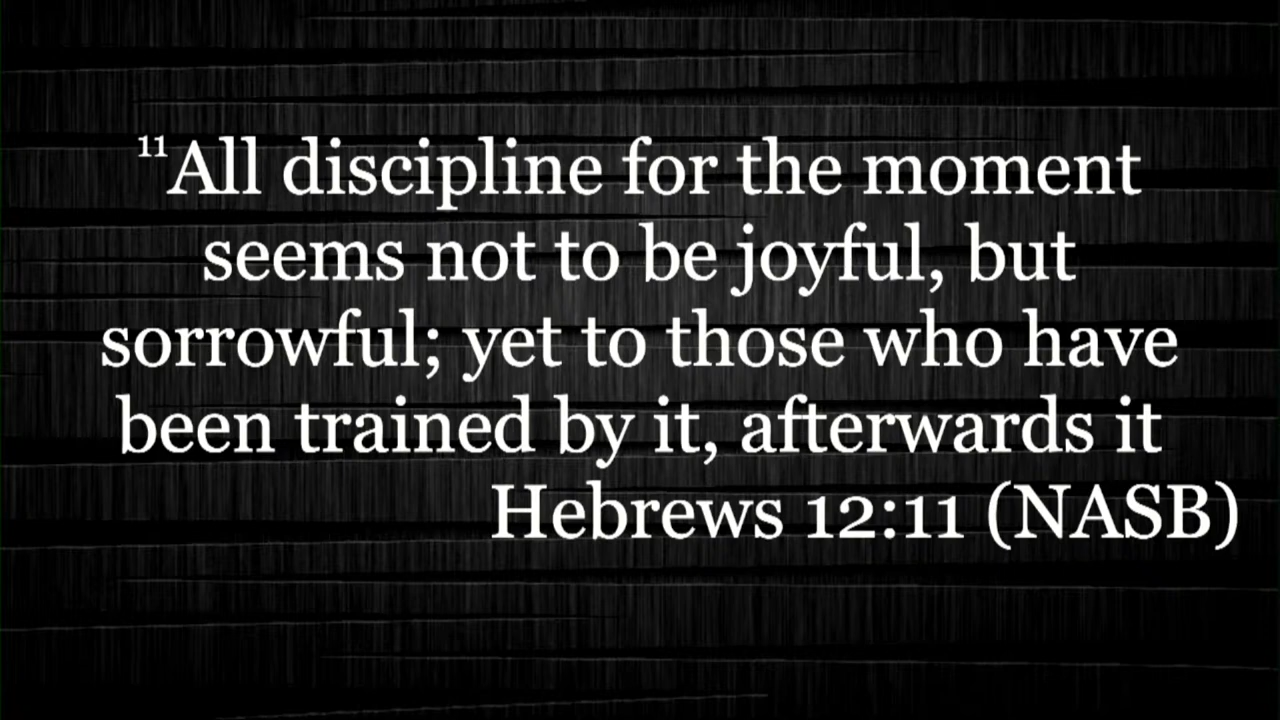 ¹¹All discipline for the moment
seems not to be joyful, but
sorrowful; yet to those who have
been trained by it, afterwards it
Hebrews 12:11 (NASB)